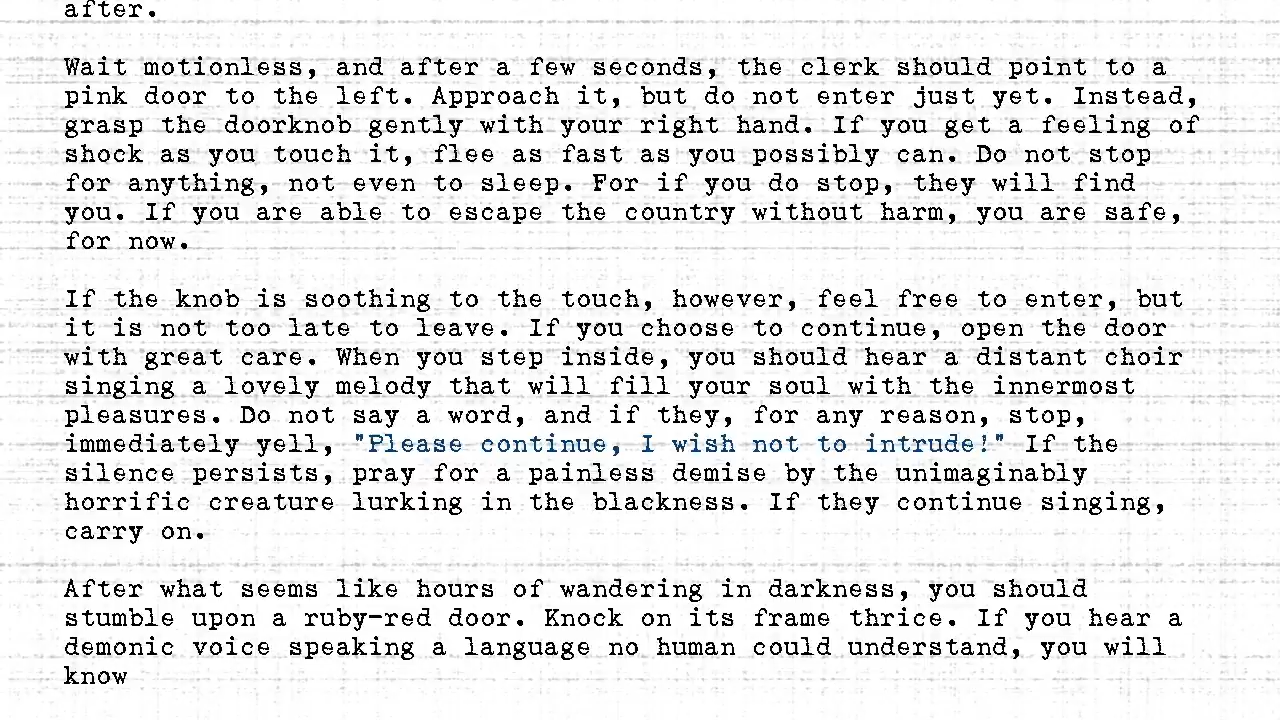 after.
Wait motionless, and after a few seconds, the clerk should point to a
pink door to the left. Approach it, but do not enter just yet. Instead,
grasp the doorknob gently with your right hand. If you get a feeling of
shock as you touch it, flee as fast as you possibly can. Do not stop
for anything, not even to sleep. For if you do stop, they will find
you. If you are able to escape the country without harm, you are safe,
for now.
If the knob is soothing to the touch, however, feel free to enter, but
it is not too late to leave. If you choose to continue, open the door
with great care. When you step inside, you should hear a distant choir
singing a lovely melody that will fill your soul with the innermost
pleasures. Do not say a word, and if they, for any reason, stop,
immediately yell, "Please continue, I wish not to intrude!" If the
silence persists, pray for a painless demise by the unimaginably
horrific creature lurking in the blackness. If they continue singing,
carry on.
After what seems like hours of wandering in darkness, you should
stumble upon a ruby-red door. Knock on its frame thrice. If you hear a
demonic voice speaking a language no human could understand, you will
know